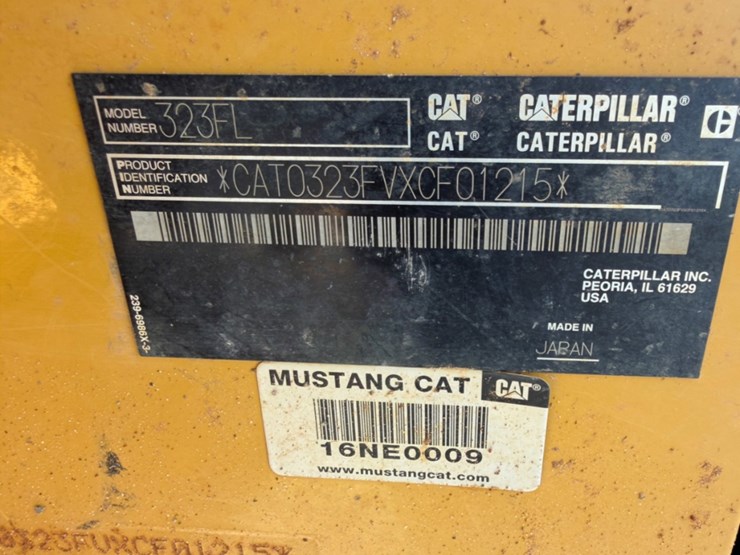 MODEL NUMBER 323FL
CAT® CATERPILLAR®
CAT® CATERPILLAR®
PRODUCT IDENTIFICATION NUMBER *CAT0323FVXCF01215*
CATERPILLAR INC.
PEORIA, IL 61629
USA
MADE IN
JAPAN
239-6986X-3
MUSTANG CAT CAT®
16NE0009
www.mustangcat.com
0323FVXCF01215*